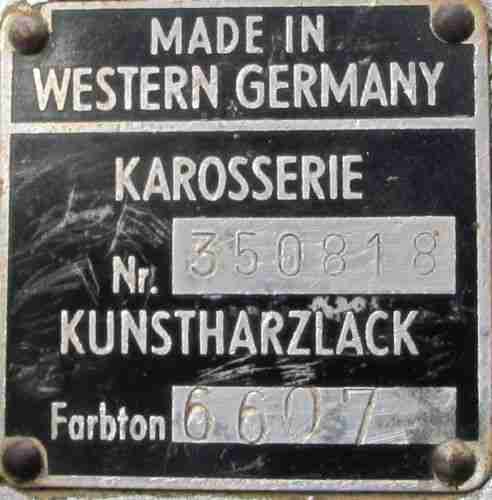 MADE IN
WESTERN GERMANY
KAROSSERIE
Nr. 350818
KUNSTHARZLACK
Farbton 6607